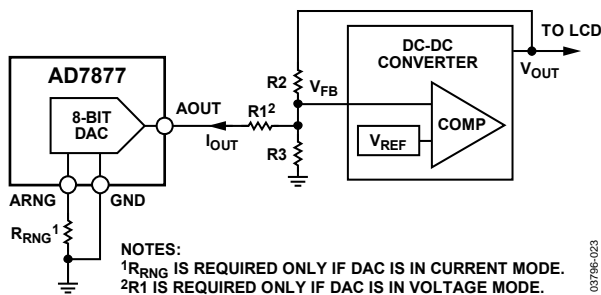 TO LCD
DC-DC
CONVERTER
VOUT
AD7877
R2
VFB
8-BIT
DAC
AOUT
R1²
IOUT
COMP
VREF
R3
ARNG
GND
RRNG¹
NOTES:
¹RRNG IS REQUIRED ONLY IF DAC IS IN CURRENT MODE.
²R1 IS REQUIRED ONLY IF DAC IS IN VOLTAGE MODE.
03796-023